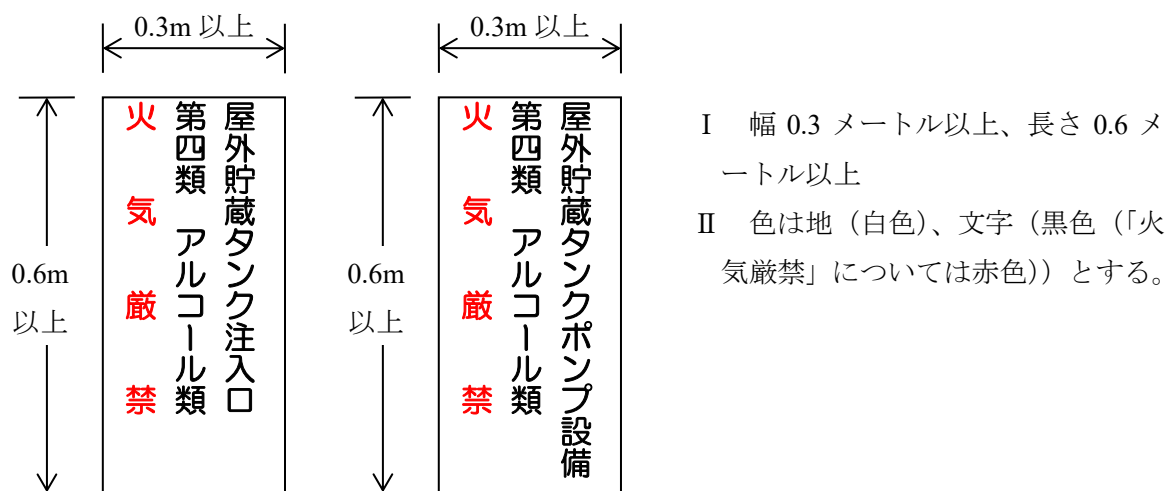 0.3m 以上
屋外貯蔵タンク注入口
第四類 アルコール類
火気厳禁
0.6m
以上
0.3m 以上
屋外貯蔵タンクポンプ設備
第四類 アルコール類
火気厳禁
0.6m
以上
Ⅰ 幅 0.3 メートル以上、長さ 0.6 メ
ートル以上
Ⅱ 色は地（白色）、文字（黒色（「火
気厳禁」については赤色））とする。